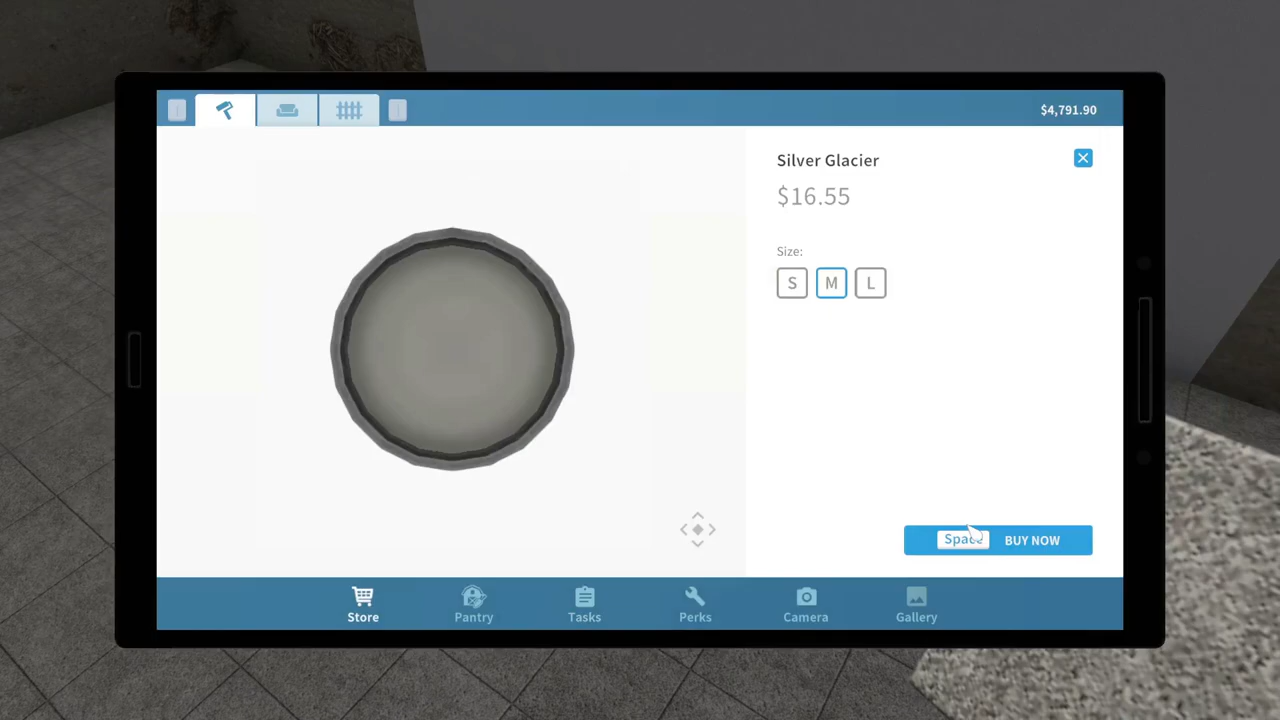 $4,791.90
Silver Glacier
$16.55
Size:
S M L
Space BUY NOW
Store Pantry Tasks Perks Camera Gallery